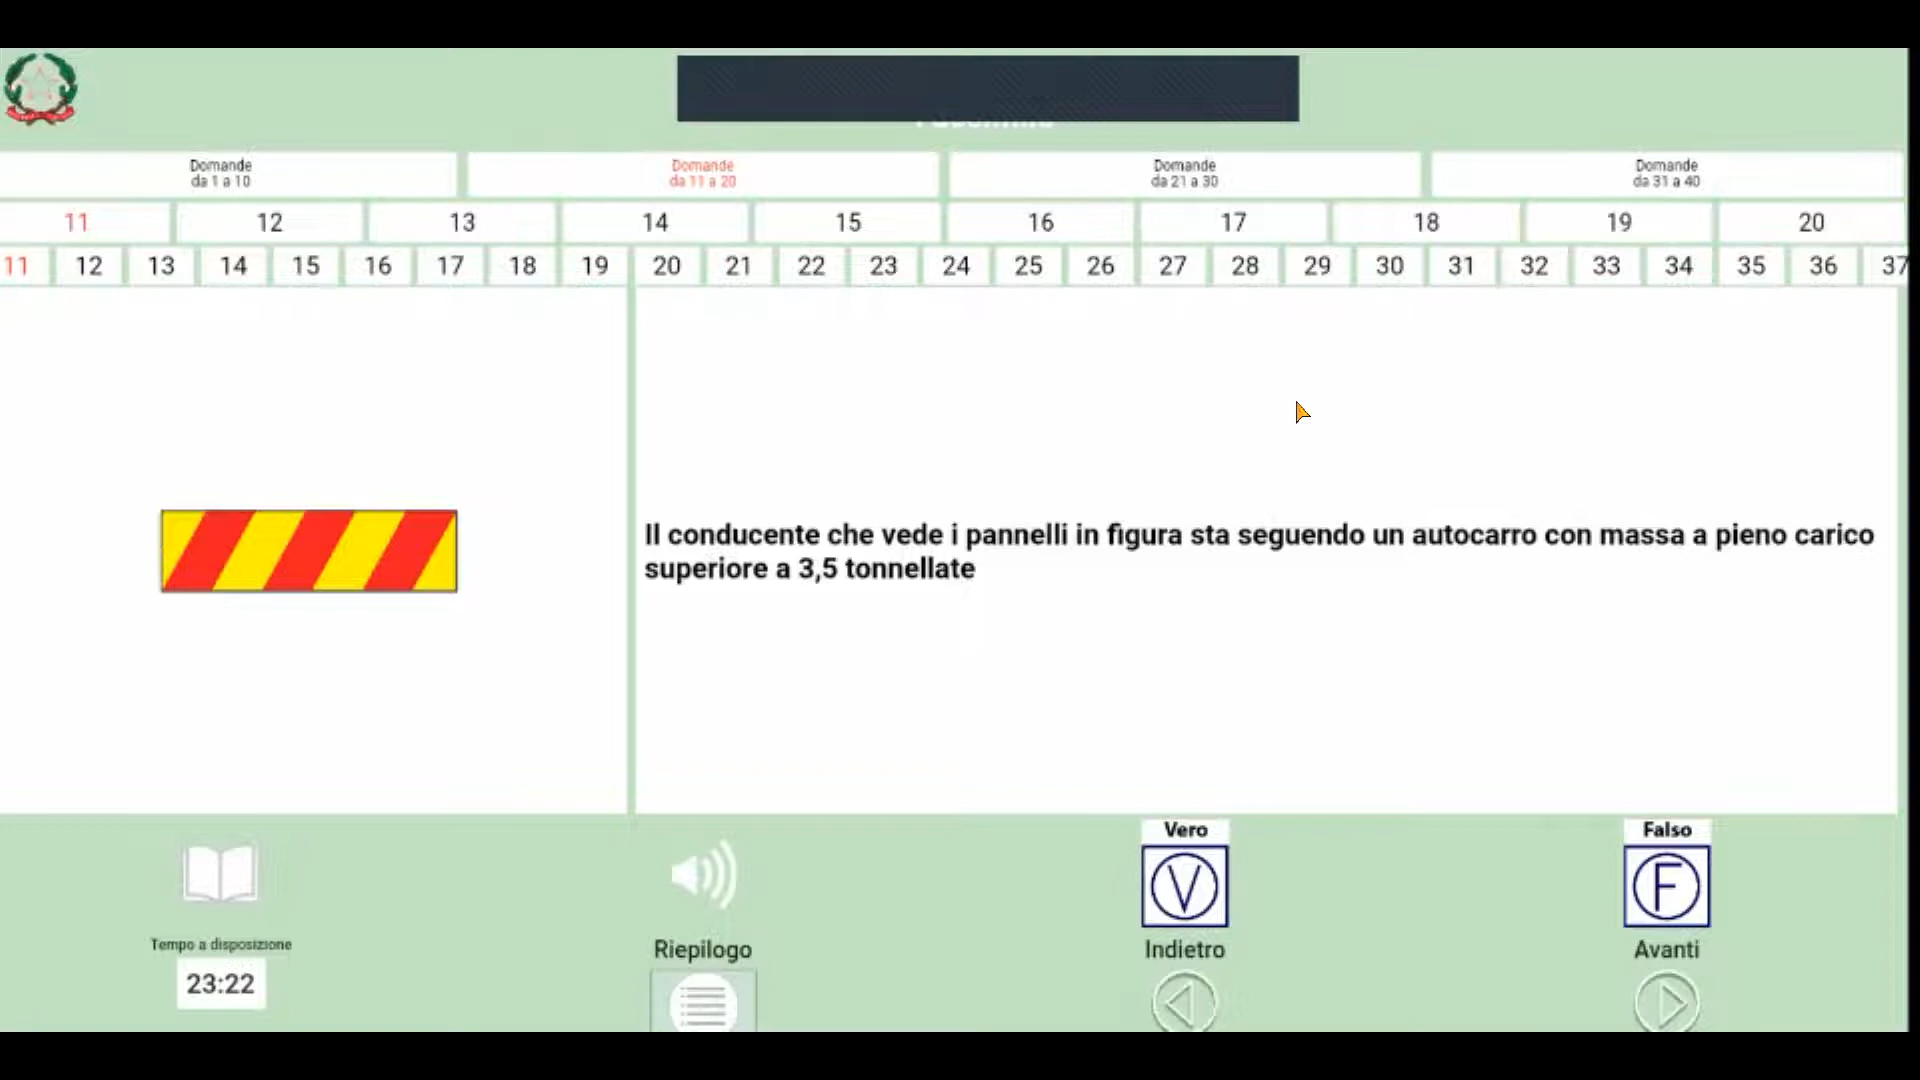 Domande
da 1 a 10
Domande
da 11 a 20
Domande
da 21 a 30
Domande
da 31 a 40
11 12 13 14 15 16 17 18 19 20
11 12 13 14 15 16 17 18 19 20 21 22 23 24 25 26 27 28 29 30 31 32 33 34 35 36 37
Il conducente che vede i pannelli in figura sta seguendo un autocarro con massa a pieno carico
superiore a 3,5 tonnellate
Vero
V
Falso
F
Tempo a disposizione
23:22
Riepilogo
Indietro
Avanti